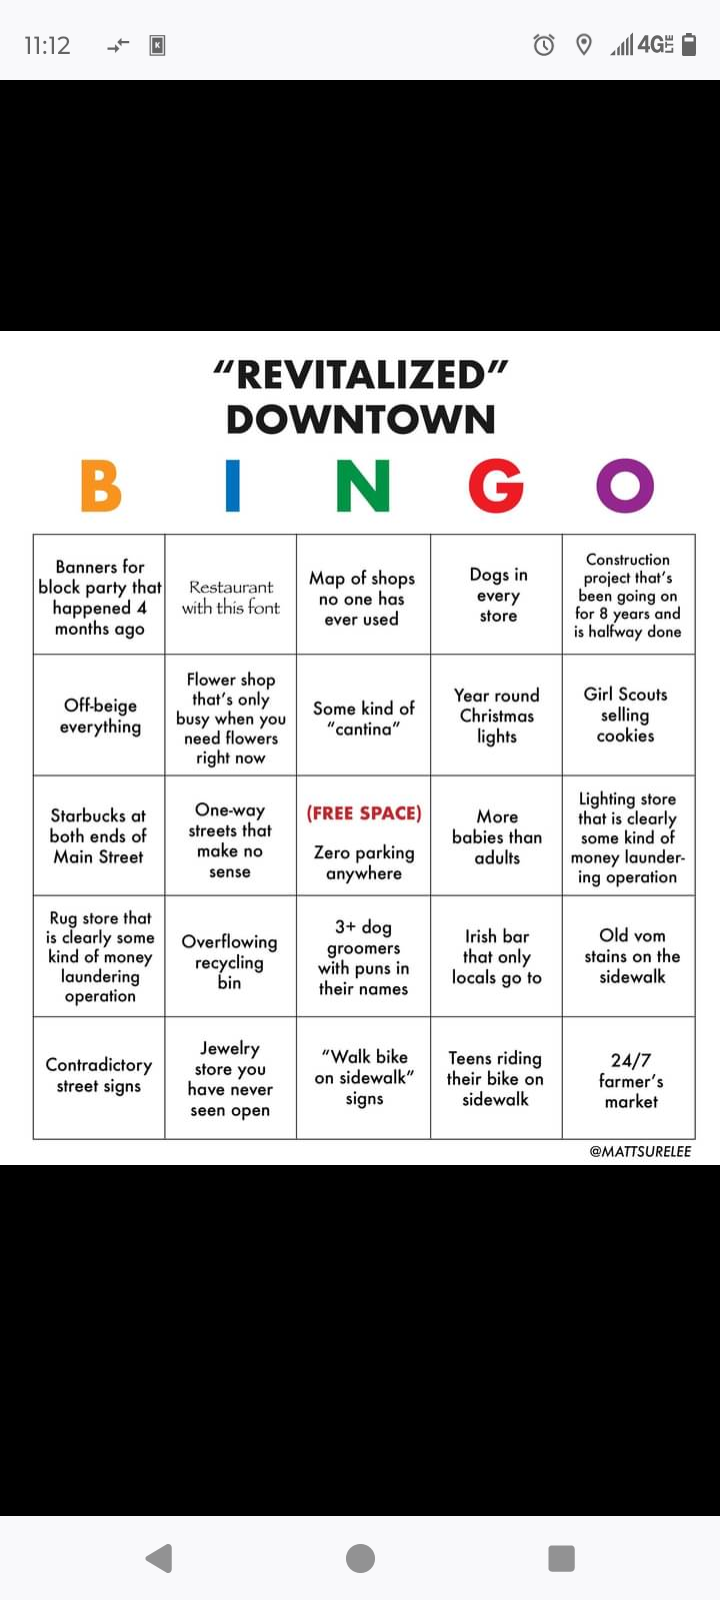 11:12
4G LTE
"REVITALIZED"
DOWNTOWN
B I N G O
Banners for
block party that
happened 4
months ago
Restaurant
with this font
Map of shops
no one has
ever used
Dogs in
every
store
Construction
project that's
been going on
for 8 years and
is halfway done
Off-beige
everything
Flower shop
that's only
busy when you
need flowers
right now
Some kind of
"cantina"
Year round
Christmas
lights
Girl Scouts
selling
cookies
Starbucks at
both ends of
Main Street
One-way
streets that
make no
sense
(FREE SPACE)
Zero parking
anywhere
More
babies than
adults
Lighting store
that is clearly
some kind of
money launder-
ing operation
Rug store that
is clearly some
kind of money
laundering
operation
Overflowing
recycling
bin
3+ dog
groomers
with puns in
their names
Irish bar
that only
locals go to
Old vom
stains on the
sidewalk
Contradictory
street signs
Jewelry
store you
have never
seen open
"Walk bike
on sidewalk"
signs
Teens riding
their bike on
sidewalk
24/7
farmer's
market
@MATTSURELEE